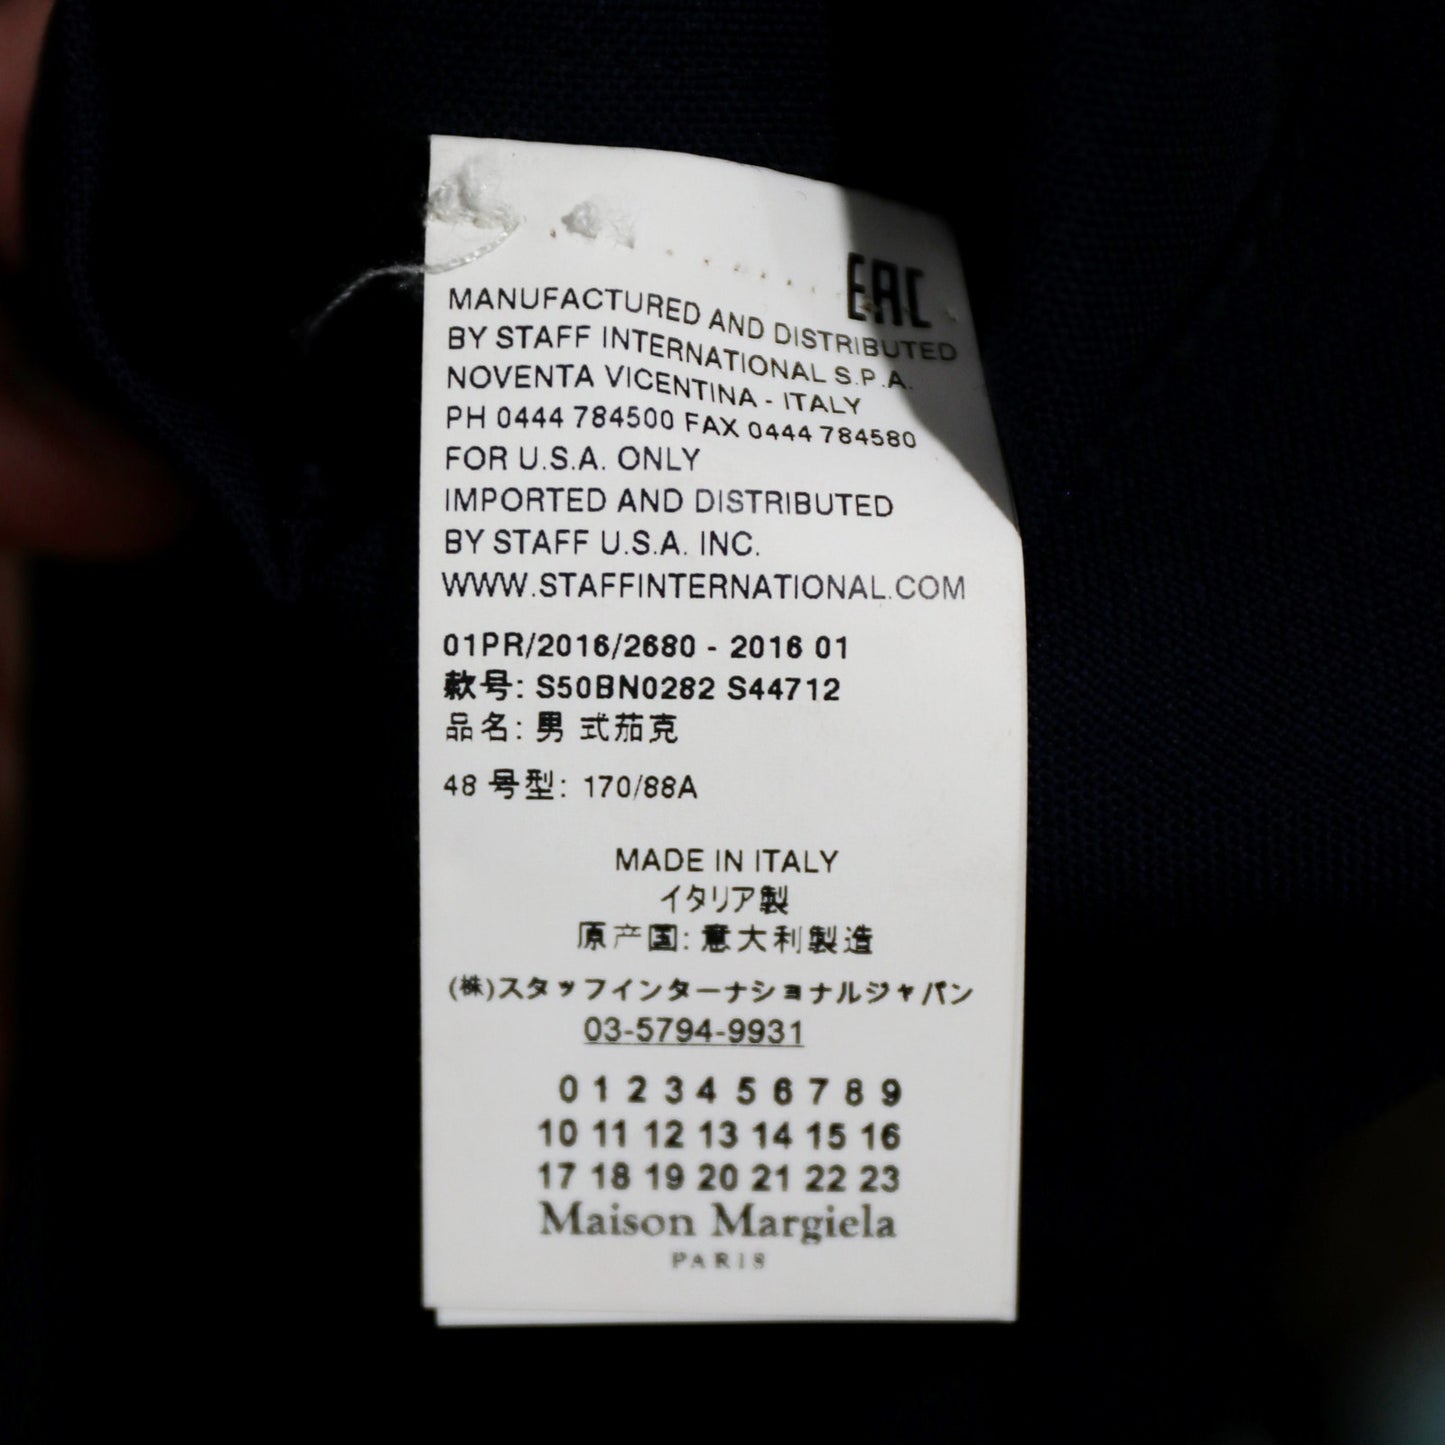 EAC
MANUFACTURED AND DISTRIBUTED
BY STAFF INTERNATIONAL S.P.A.
NOVENTA VICENTINA - ITALY
PH 0444 784500 FAX 0444 784580
FOR U.S.A. ONLY
IMPORTED AND DISTRIBUTED
BY STAFF U.S.A. INC.
WWW.STAFFINTERNATIONAL.COM
01PR/2016/2680 - 2016 01
款号: S50BN0282 S44712
品名: 男 式茄克
48 号型: 170/88A
MADE IN ITALY
イタリア製
原产国: 意大利製造
(株)スタッフインターナショナルジャパン
03-5794-9931
0 1 2 3 4 5 6 7 8 9
10 11 12 13 14 15 16
17 18 19 20 21 22 23
Maison Margiela
PARIS